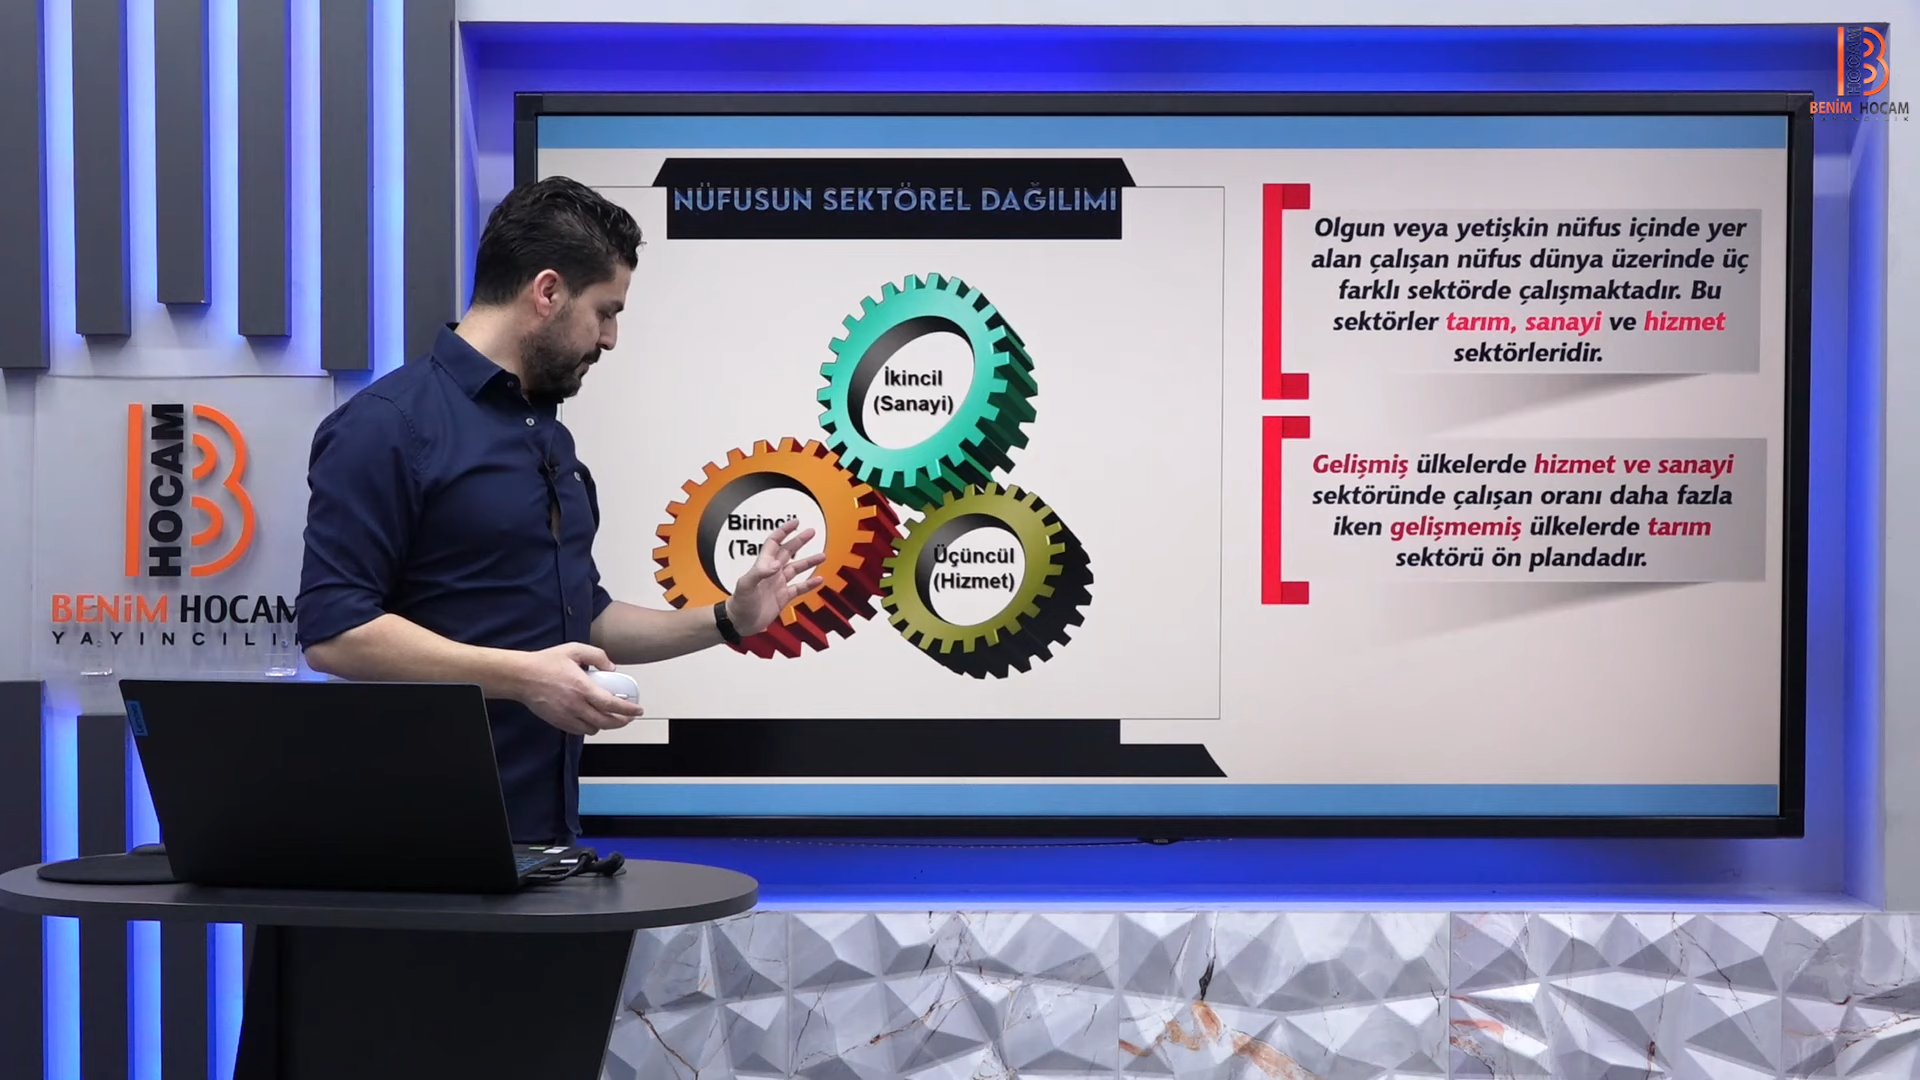 HOCAM
BENİM HOCAM
YAYINCILIK
NÜFUSUN SEKTÖREL DAĞILIMI
İkincil
(Sanayi)
Üçüncül
(Hizmet)
Olgun veya yetişkin nüfus içinde yer
alan çalışan nüfus dünya üzerinde üç
farklı sektörde çalışmaktadır. Bu
sektörler tarım, sanayi ve hizmet
sektörleridir.
Gelişmiş ülkelerde hizmet ve sanayi
sektöründe çalışan oranı daha fazla
iken gelişmemiş ülkelerde tarım
sektörü ön plandadır.
HOCAM
BENİM HOCAM